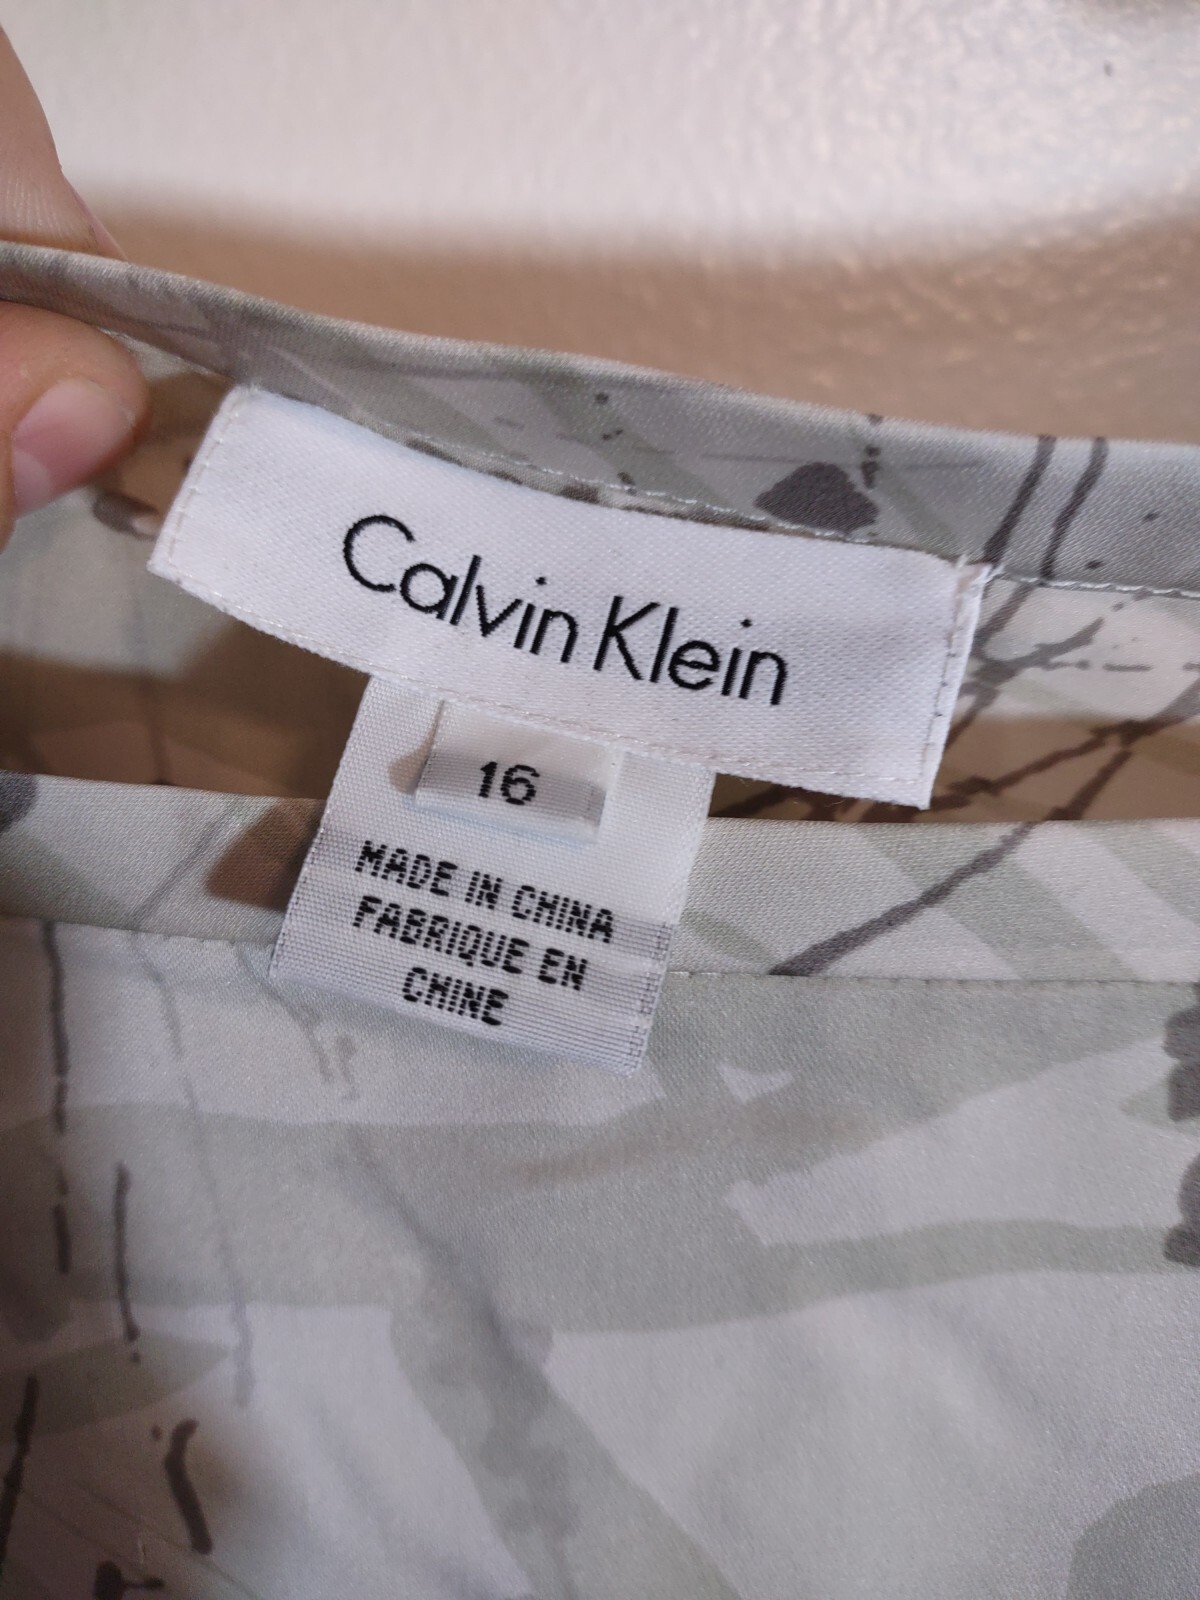 Calvin Klein
16
MADE IN CHINA
FABRIQUE EN
CHINE